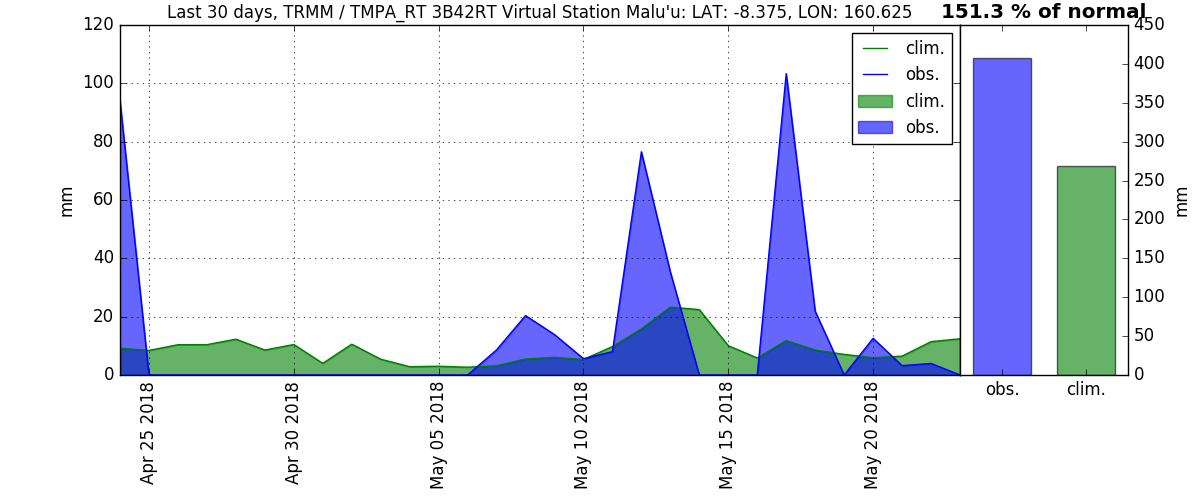 Last 30 days, TRMM / TMPA_RT 3B42RT Virtual Station Malu'u: LAT: -8.375, LON: 160.625
151.3 % of normal
120
100
80
60
40
20
0
mm
clim.
obs.
clim.
obs.
Apr 25 2018
Apr 30 2018
May 05 2018
May 10 2018
May 15 2018
May 20 2018
450
400
350
300
250
200
150
100
50
0
mm
obs.
clim.